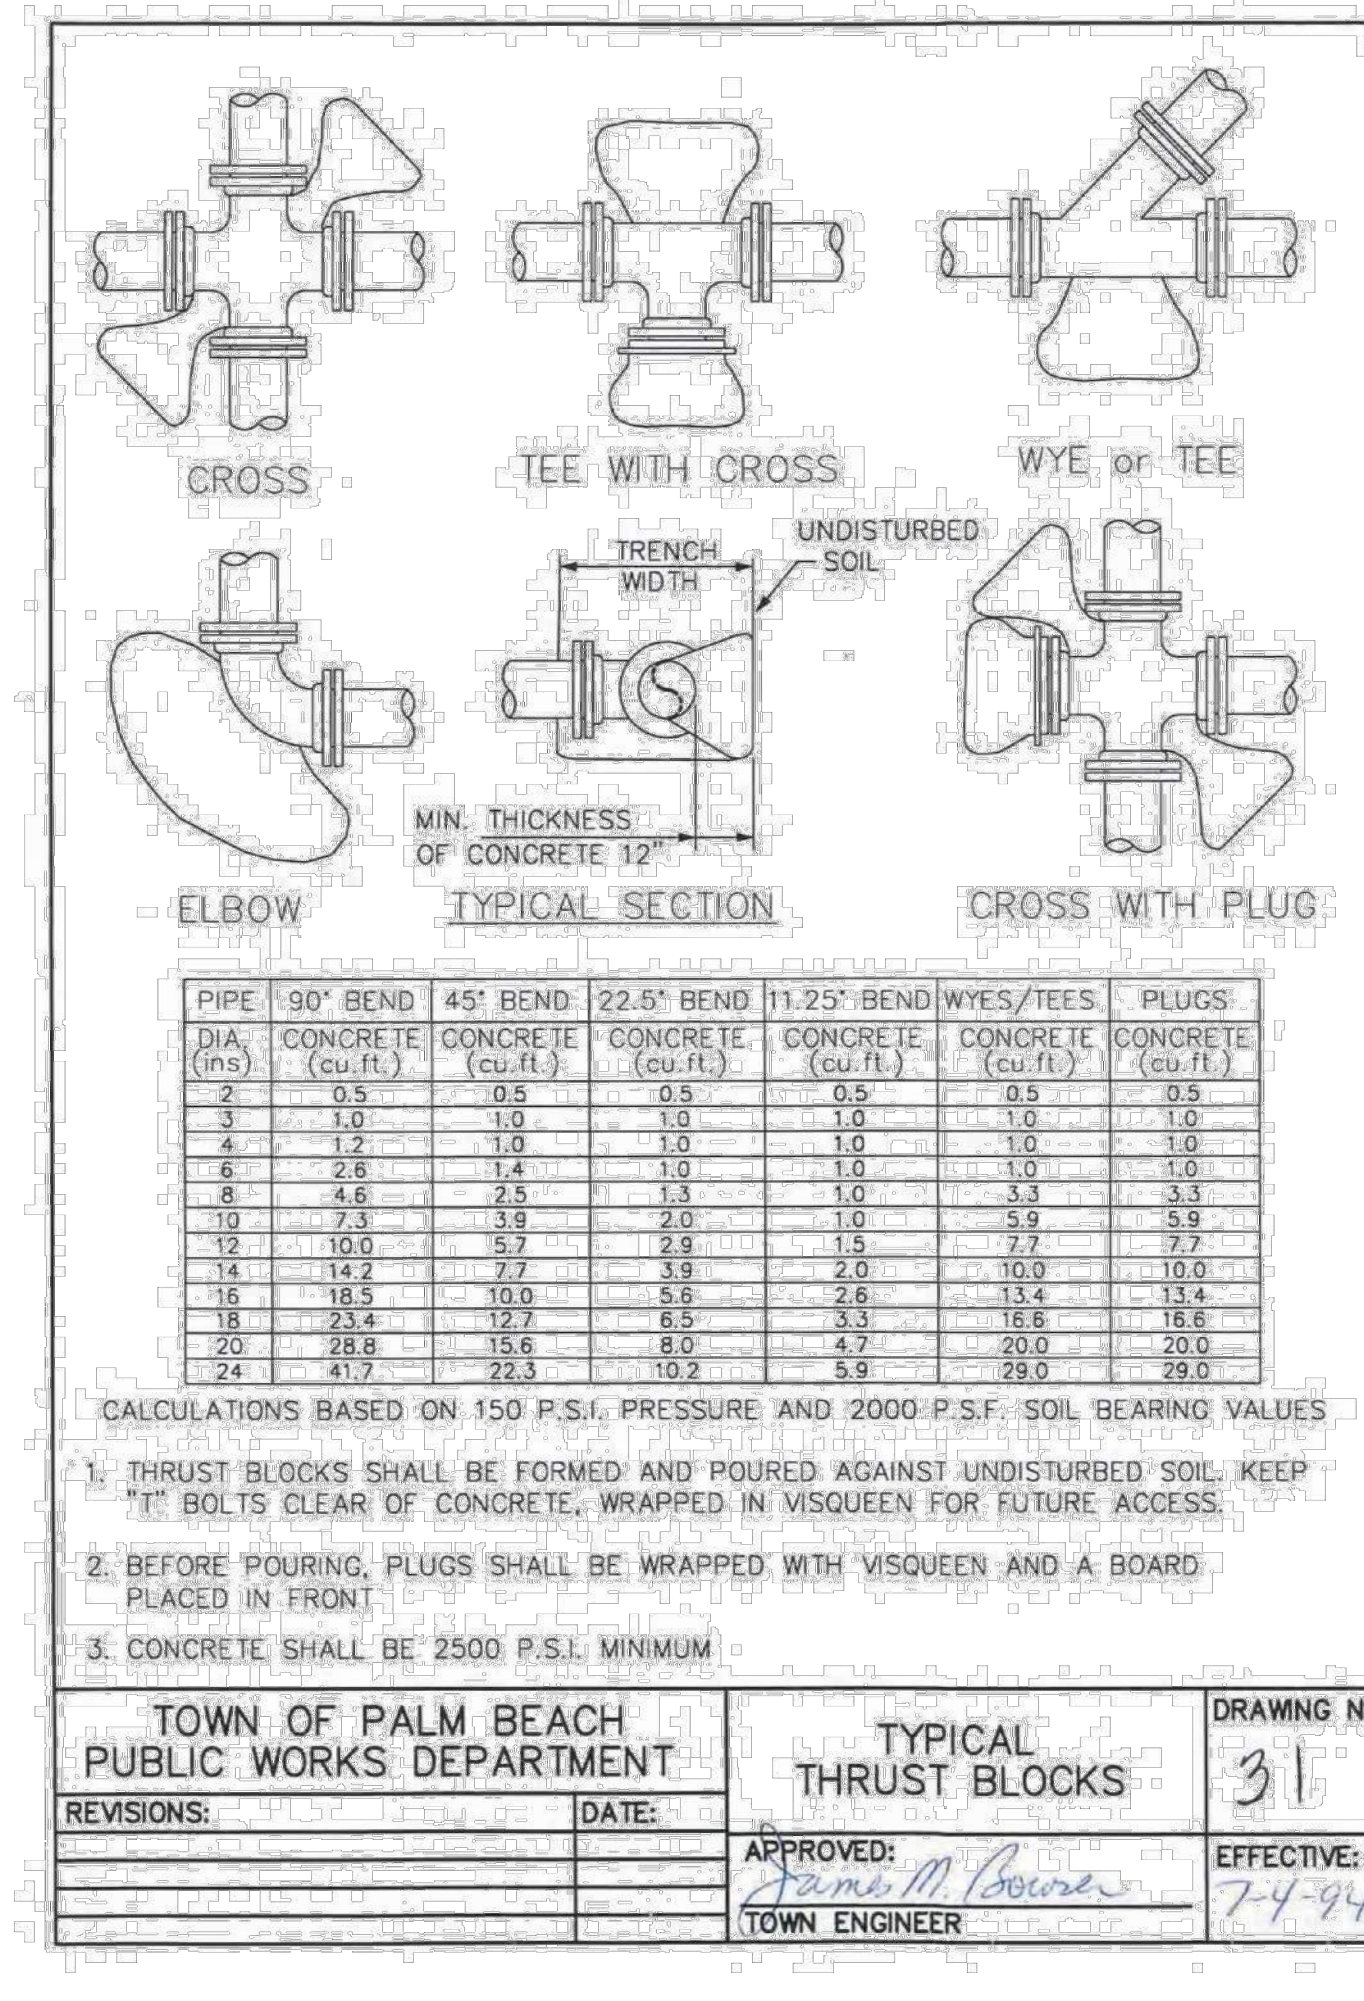 CROSS
TEE WITH CROSS
WYE or TEE
TRENCH
WIDTH
UNDISTURBED
SOIL
MIN. THICKNESS
OF CONCRETE 12"
ELBOW
TYPICAL SECTION
CROSS WITH PLUG
PIPE 90° BEND 45° BEND 22.5° BEND 11.25° BEND WYES/TEES PLUGS
DIA. CONCRETE CONCRETE CONCRETE CONCRETE CONCRETE CONCRETE
(ins) (cu.ft.) (cu.ft.) (cu.ft.) (cu.ft.) (cu.ft.) (cu.ft.)
2 0.5 0.5 0.5 0.5 0.5 0.5
3 1.0 1.0 1.0 1.0 1.0 1.0
4 1.2 1.0 1.0 1.0 1.0 1.0
6 2.6 1.4 1.0 1.0 1.0 1.0
8 4.6 2.5 1.3 1.0 3.3 3.3
10 7.3 3.9 2.0 1.0 5.9 5.9
12 10.0 5.7 2.9 1.5 7.7 7.7
14 14.2 7.7 3.9 2.0 10.0 10.0
16 18.5 10.0 5.6 2.6 13.4 13.4
18 23.4 12.7 6.5 3.3 16.6 16.6
20 28.8 15.6 8.0 4.7 20.0 20.0
24 41.7 22.3 10.2 5.9 29.0 29.0
CALCULATIONS BASED ON 150 P.S.I. PRESSURE AND 2000 P.S.F. SOIL BEARING VALUES
1. THRUST BLOCKS SHALL BE FORMED AND POURED AGAINST UNDISTURBED SOIL. KEEP
"T" BOLTS CLEAR OF CONCRETE, WRAPPED IN VISQUEEN FOR FUTURE ACCESS.
2. BEFORE POURING, PLUGS SHALL BE WRAPPED WITH VISQUEEN AND A BOARD
PLACED IN FRONT
3. CONCRETE SHALL BE 2500 P.S.I. MINIMUM
TOWN OF PALM BEACH
PUBLIC WORKS DEPARTMENT
REVISIONS: DATE:
TYPICAL
THRUST BLOCKS
APPROVED:
James M. Bowser
TOWN ENGINEER
DRAWING N
31
EFFECTIVE:
7-4-94